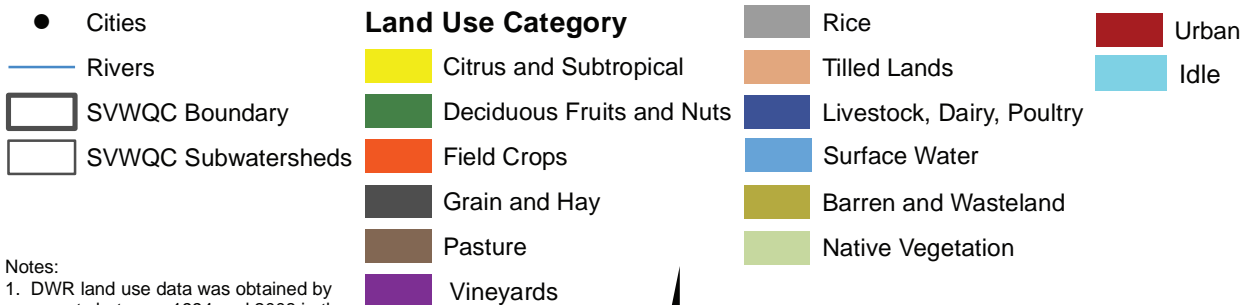 Cities
Rivers
SVWQC Boundary
SVWQC Subwatersheds
Land Use Category
Citrus and Subtropical
Deciduous Fruits and Nuts
Field Crops
Grain and Hay
Pasture
Vineyards
Rice
Tilled Lands
Livestock, Dairy, Poultry
Surface Water
Barren and Wasteland
Native Vegetation
Urban
Idle
Notes:
1. DWR land use data was obtained by